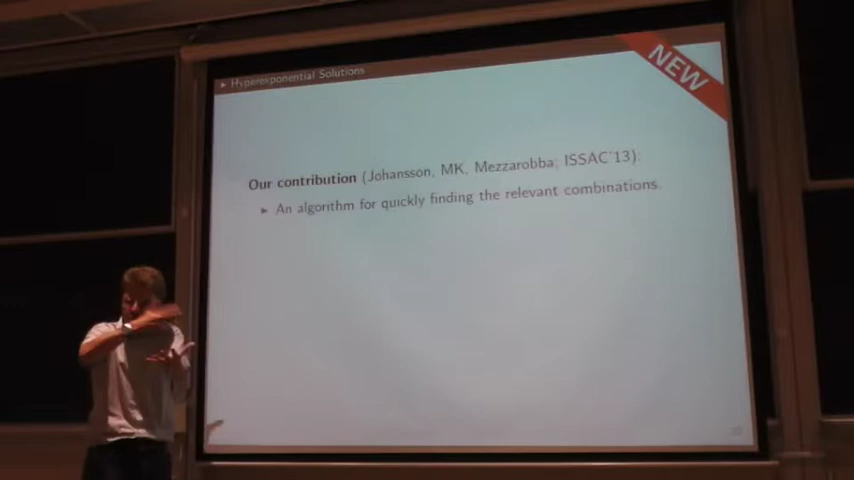 ▸ Hyperexponential Solutions
NEW
Our contribution (Johansson, MK, Mezzarobba; ISSAC'13):
▸ An algorithm for quickly finding the relevant combinations.